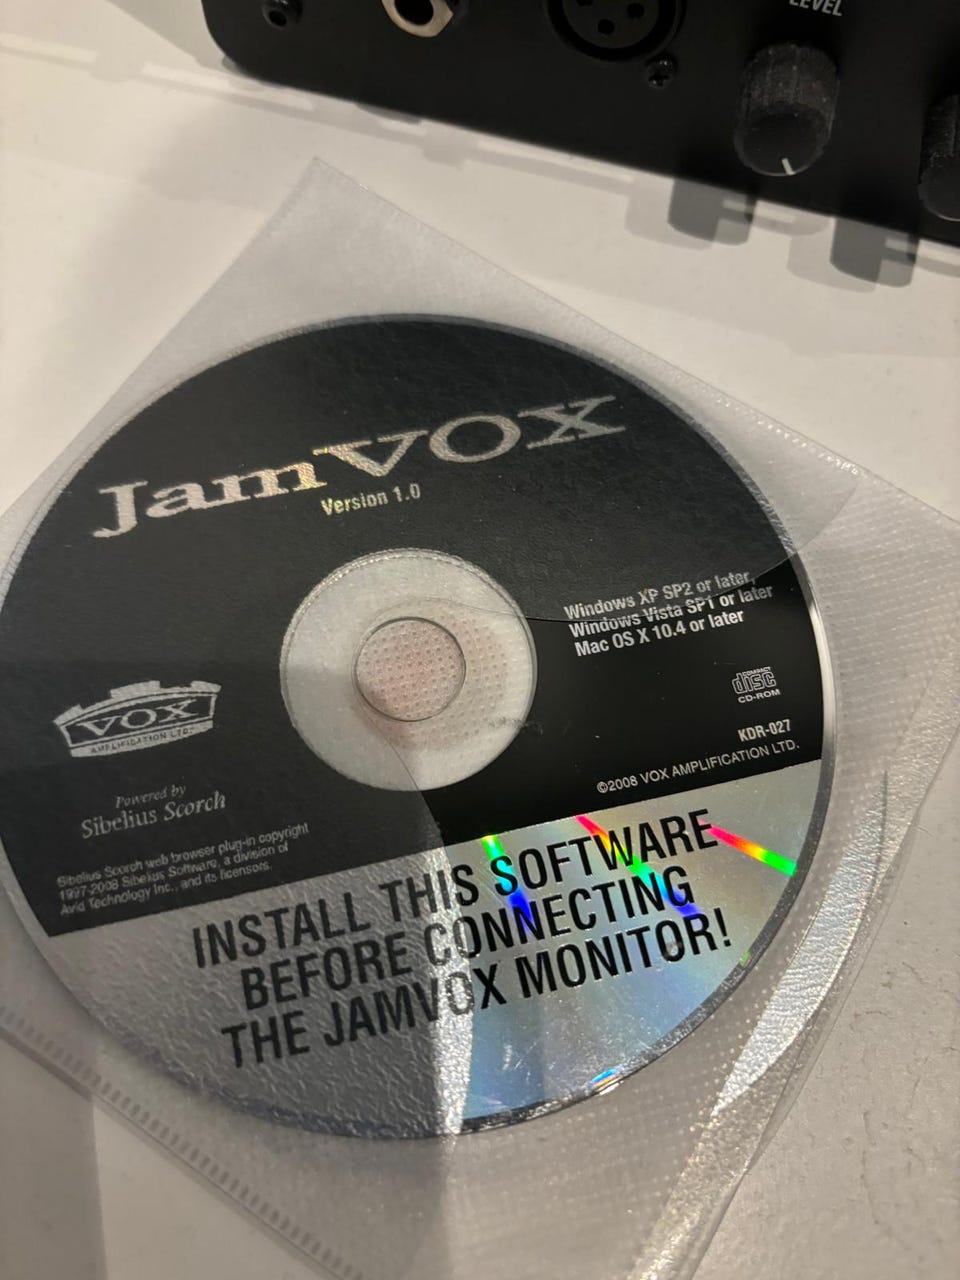 LEVEL
JamVOX
Version 1.0
Windows XP SP2 or later,
Windows Vista SP1 or later
Mac OS X 10.4 or later
COMPACT
disc
CD-ROM
VOX
AMPLIFICATION LTD.
KDR-027
©2008 VOX AMPLIFICATION LTD.
Powered by
Sibelius Scorch
Sibelius Scorch web browser plug-in copyright
1997-2008 Sibelius Software, a division of
Avid Technology Inc., and its licensors.
INSTALL THIS SOFTWARE
BEFORE CONNECTING
THE JAMVOX MONITOR!